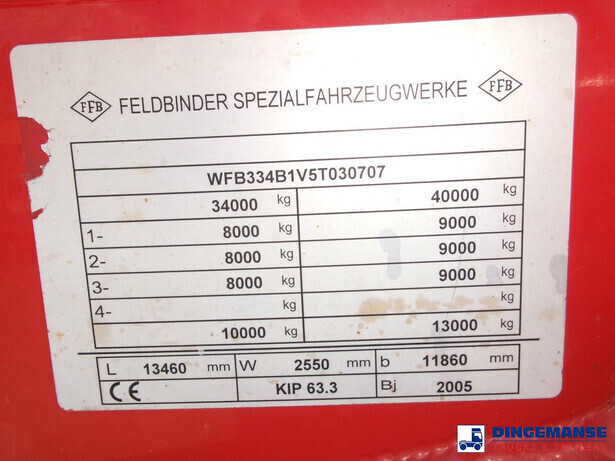 FFB FELDBINDER SPEZIALFAHRZEUGWERKE FFB
WFB334B1V5T030707
34000 kg 40000 kg
1- 8000 kg 9000 kg
2- 8000 kg 9000 kg
3- 8000 kg 9000 kg
4- kg kg
10000 kg 13000 kg
L 13460 mm W 2550 mm b 11860 mm
CE KIP 63.3 Bj 2005
DINGEMANSE
TRUCKS & TRAILERS